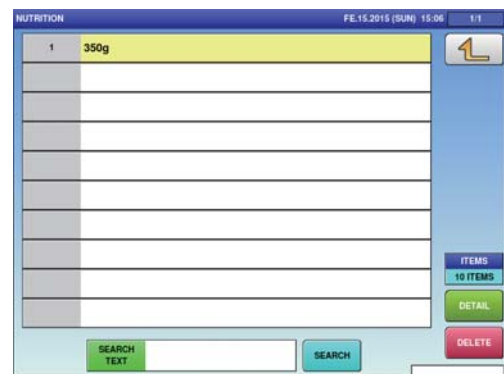 NUTRITION FE.15.2015 (SUN) 15:06 1/1
1 350g
ITEMS
10 ITEMS
DETAIL
DELETE
SEARCH
TEXT
SEARCH